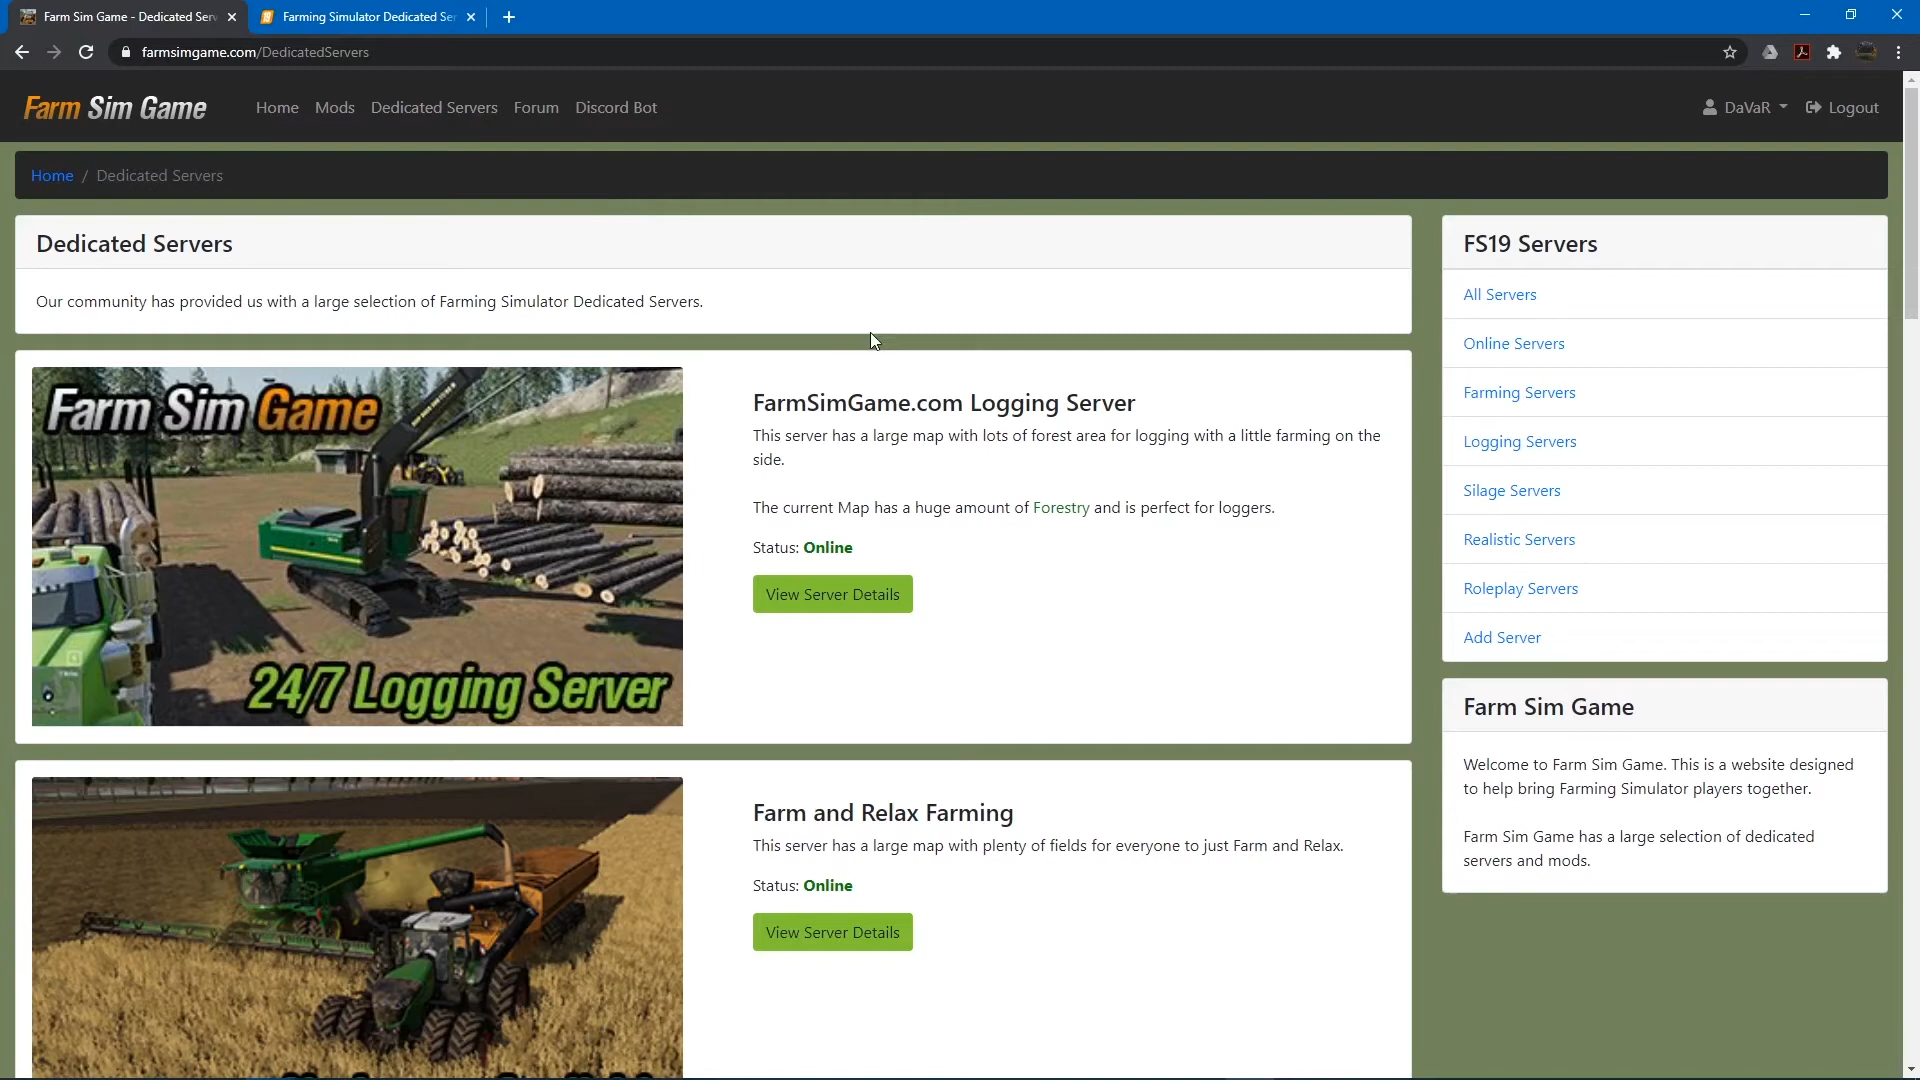 Farm Sim Game - Dedicated Serv
Farming Simulator Dedicated Ser
farmsimgame.com/DedicatedServers
Farm Sim Game
Home
Mods
Dedicated Servers
Forum
Discord Bot
DaVaR
Logout
Home / Dedicated Servers
Dedicated Servers
Our community has provided us with a large selection of Farming Simulator Dedicated Servers.
Farm Sim Game
24/7 Logging Server
FarmSimGame.com Logging Server
This server has a large map with lots of forest area for logging with a little farming on the
side.
The current Map has a huge amount of Forestry and is perfect for loggers.
Status: Online
View Server Details
Farm and Relax Farming
This server has a large map with plenty of fields for everyone to just Farm and Relax.
Status: Online
View Server Details
FS19 Servers
All Servers
Online Servers
Farming Servers
Logging Servers
Silage Servers
Realistic Servers
Roleplay Servers
Add Server
Farm Sim Game
Welcome to Farm Sim Game. This is a website designed
to help bring Farming Simulator players together.
Farm Sim Game has a large selection of dedicated
servers and mods.